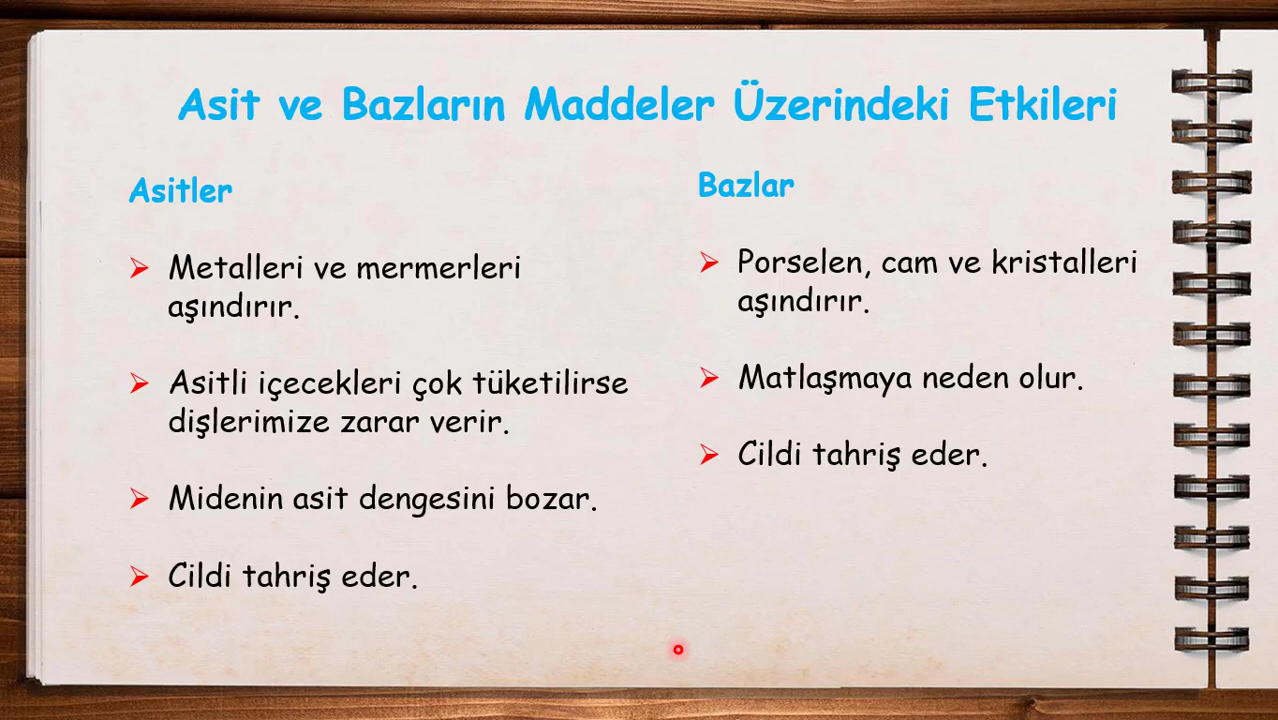 Asit ve Bazların Maddeler Üzerindeki Etkileri
Asitler
Metalleri ve mermerleri
aşındırır.
Asitli içecekleri çok tüketilirse
dişlerimize zarar verir.
Midenin asit dengesini bozar.
Cildi tahriş eder.
Bazlar
Porselen, cam ve kristalleri
aşındırır.
Matlaşmaya neden olur.
Cildi tahriş eder.